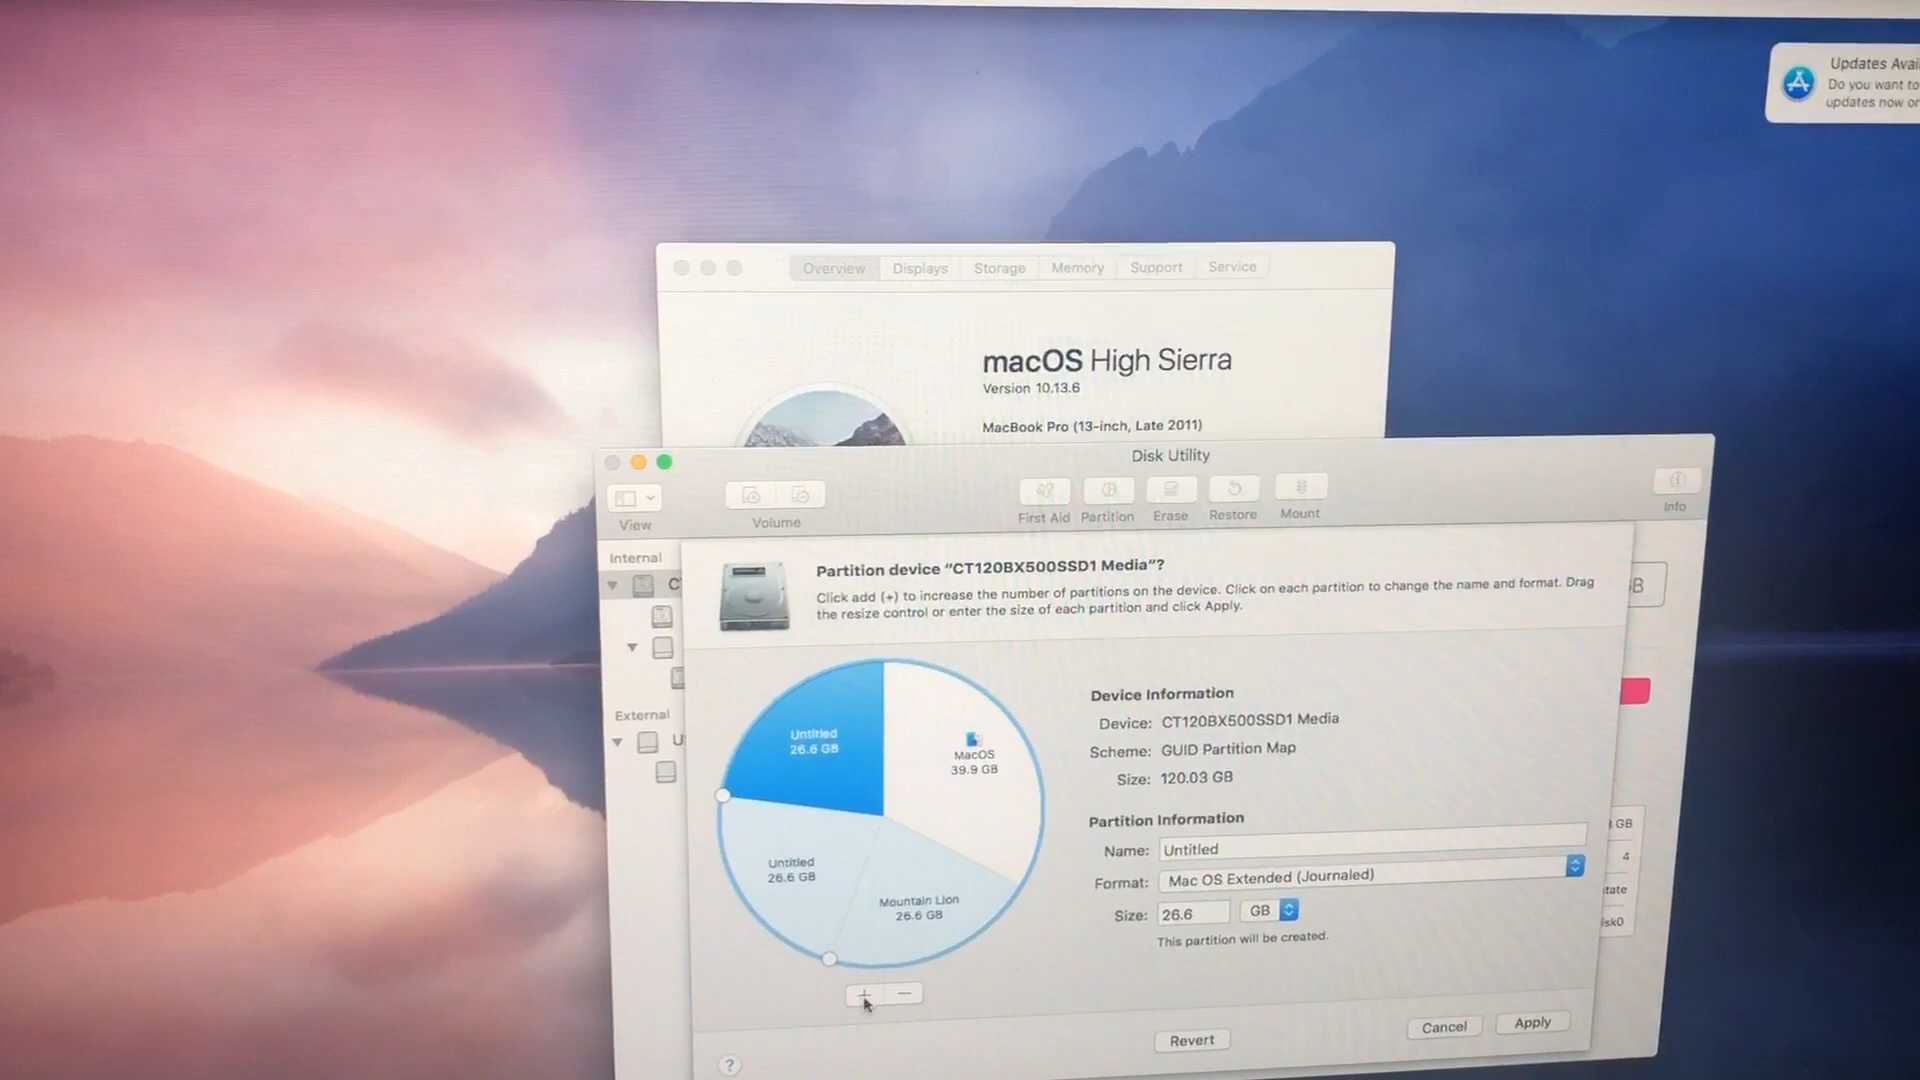 Updates Avai
Do you want to
updates now or
Overview Displays Storage Memory Support Service
macOS High Sierra
Version 10.13.6
MacBook Pro (13-inch, Late 2011)
Disk Utility
View
Volume
First Aid Partition Erase Restore Mount
Info
Internal
C
External
U
Partition device “CT120BX500SSD1 Media”?
Click add (+) to increase the number of partitions on the device. Click on each partition to change the name and format. Drag
the resize control or enter the size of each partition and click Apply.
B
Untitled
26.6 GB
MacOS
39.9 GB
Untitled
26.6 GB
Mountain Lion
26.6 GB
Device Information
Device: CT120BX500SSD1 Media
Scheme: GUID Partition Map
Size: 120.03 GB
Partition Information
Name: Untitled
Format: Mac OS Extended (Journaled)
Size: 26.6 GB
This partition will be created.
GB
4
tate
isk0
+ −
Revert
Cancel
Apply
?